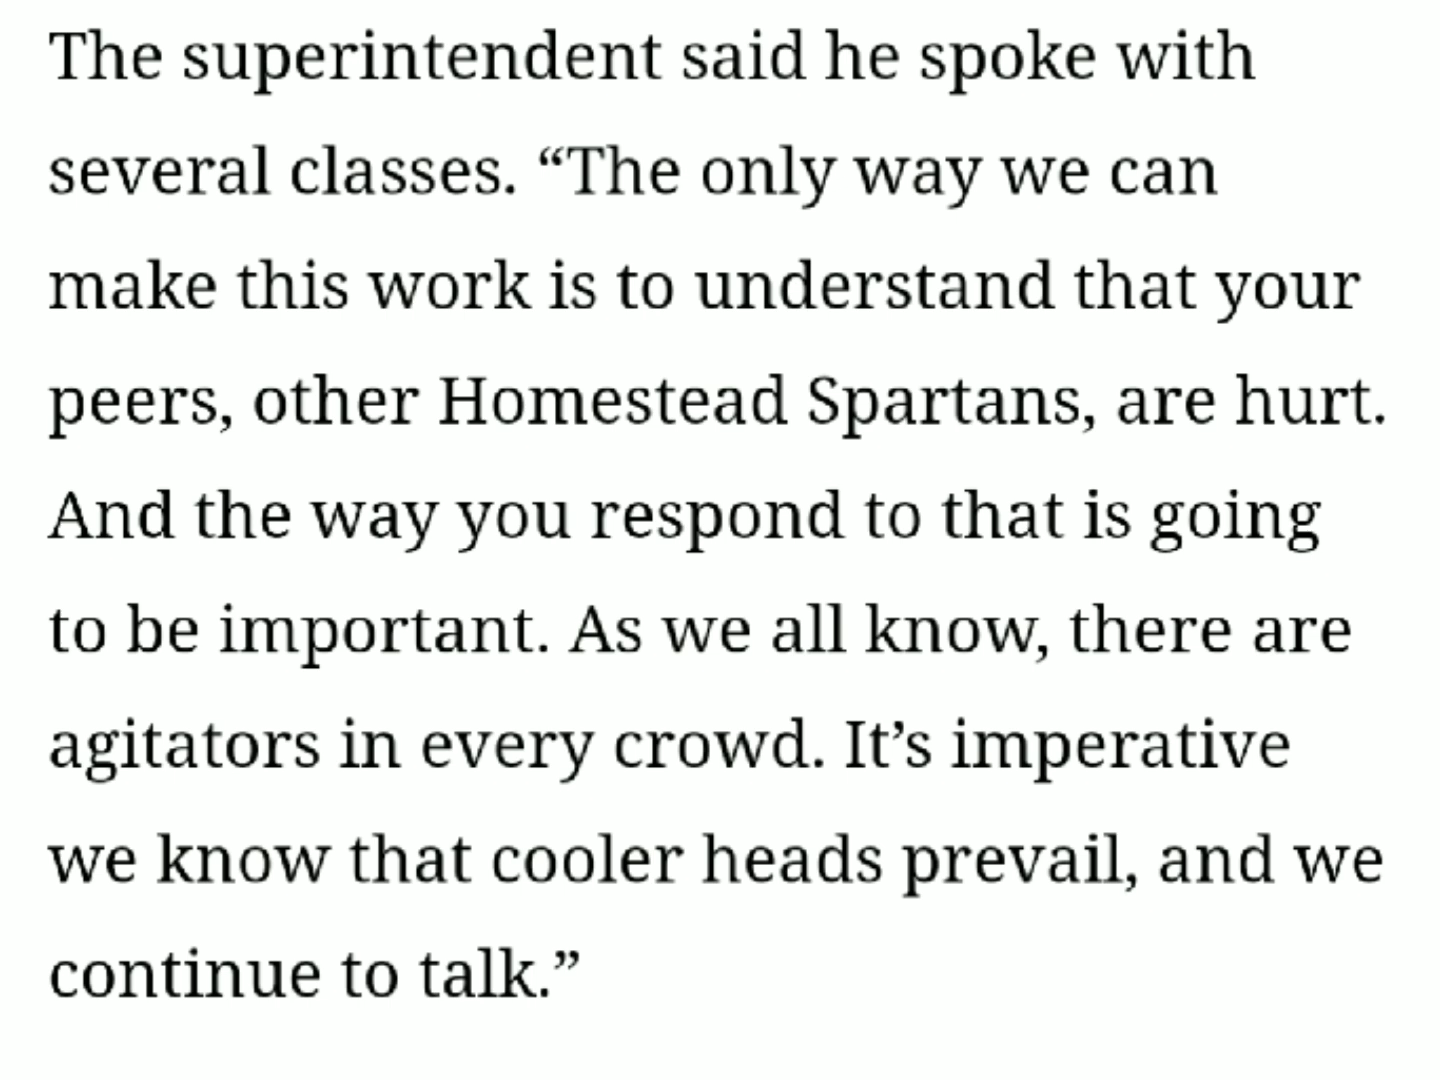 The superintendent said he spoke with
several classes. “The only way we can
make this work is to understand that your
peers, other Homestead Spartans, are hurt.
And the way you respond to that is going
to be important. As we all know, there are
agitators in every crowd. It’s imperative
we know that cooler heads prevail, and we
continue to talk.”